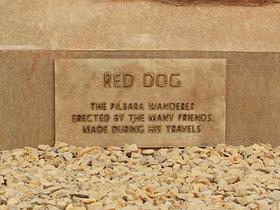 RED DOG
THE PILBARA WANDERER
ERECTED BY THE MANY FRIENDS,
MADE DURING HIS TRAVELS